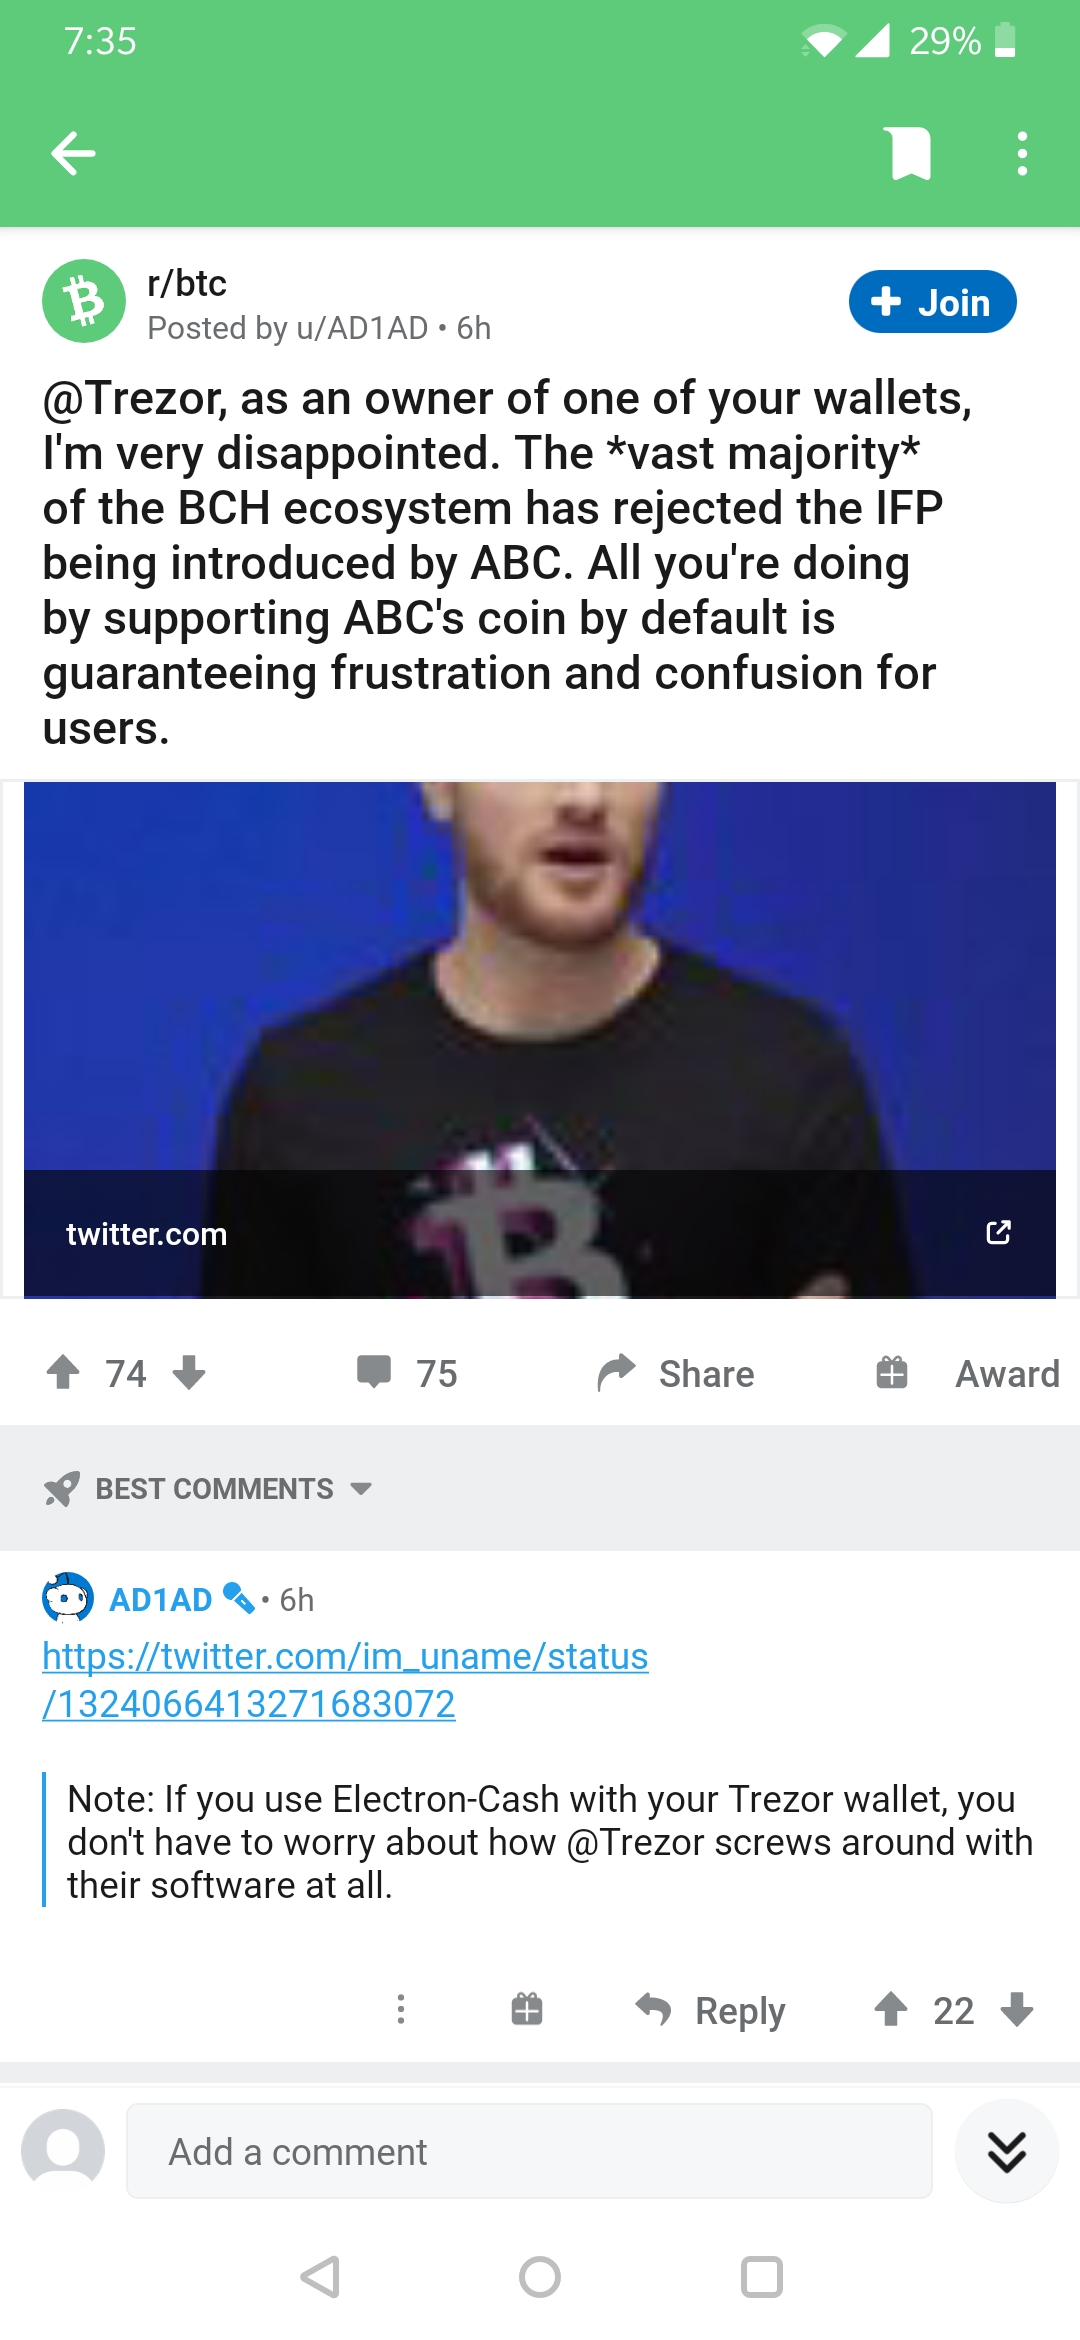 7:35
29%
r/btc
Join
Posted by u/AD1AD • 6h
@Trezor, as an owner of one of your wallets,
I'm very disappointed. The *vast majority*
of the BCH ecosystem has rejected the IFP
being introduced by ABC. All you're doing
by supporting ABC's coin by default is
guaranteeing frustration and confusion for
users.
twitter.com
74
75
Share
Award
BEST COMMENTS
AD1AD • 6h
https://twitter.com/im_uname/status
/1324066413271683072
Note: If you use Electron-Cash with your Trezor wallet, you
don't have to worry about how @Trezor screws around with
their software at all.
Reply
22
Add a comment